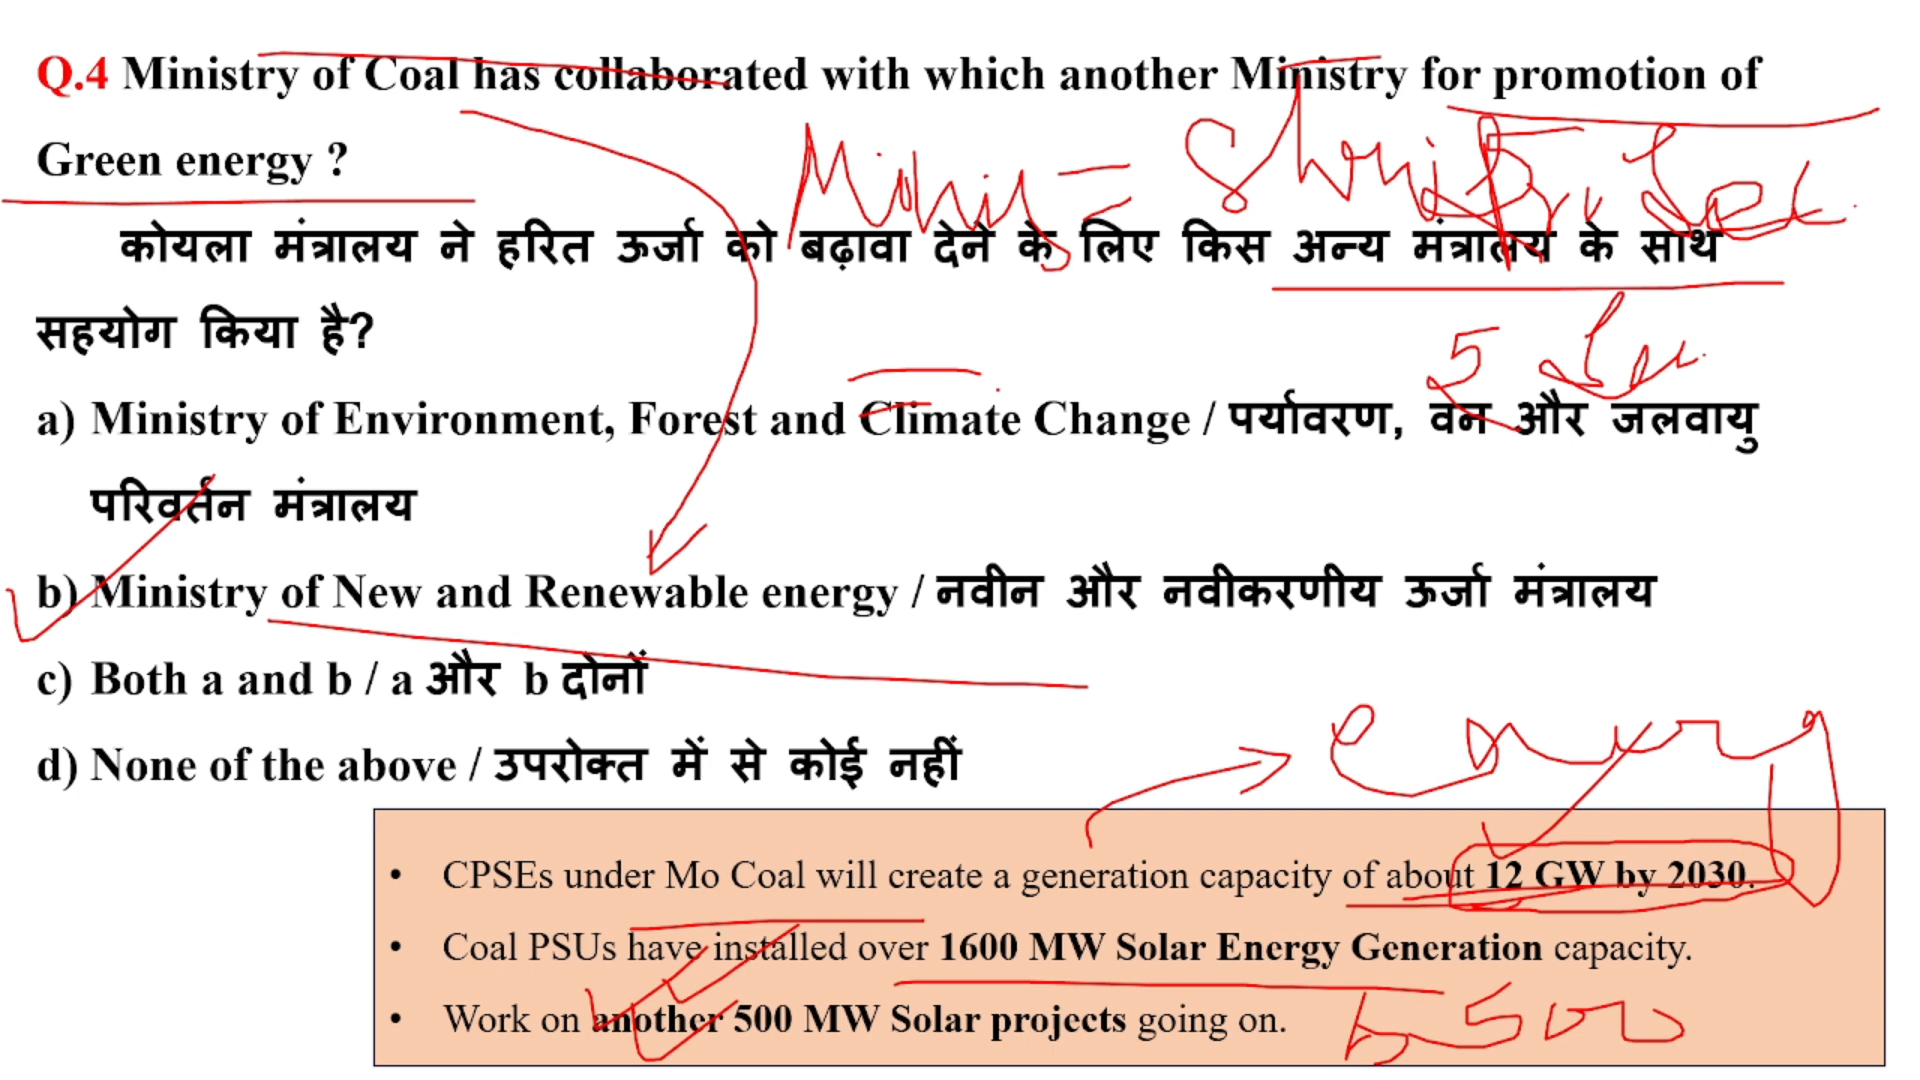 Q.4 Ministry of Coal has collaborated with which another Ministry for promotion of
Green energy ?
कोयला मंत्रालय ने हरित ऊर्जा को बढ़ावा देने के लिए किस अन्य मंत्रालय के साथ
सहयोग किया है?
5
a) Ministry of Environment, Forest and Climate Change / पर्यावरण, वन और जलवायु
परिवर्तन मंत्रालय
b) Ministry of New and Renewable energy / नवीन और नवीकरणीय ऊर्जा मंत्रालय
c) Both a and b / a और b दोनों
d) None of the above / उपरोक्त में से कोई नहीं
• CPSEs under Mo Coal will create a generation capacity of about 12 GW by 2030.
• Coal PSUs have installed over 1600 MW Solar Energy Generation capacity.
• Work on another 500 MW Solar projects going on.
500